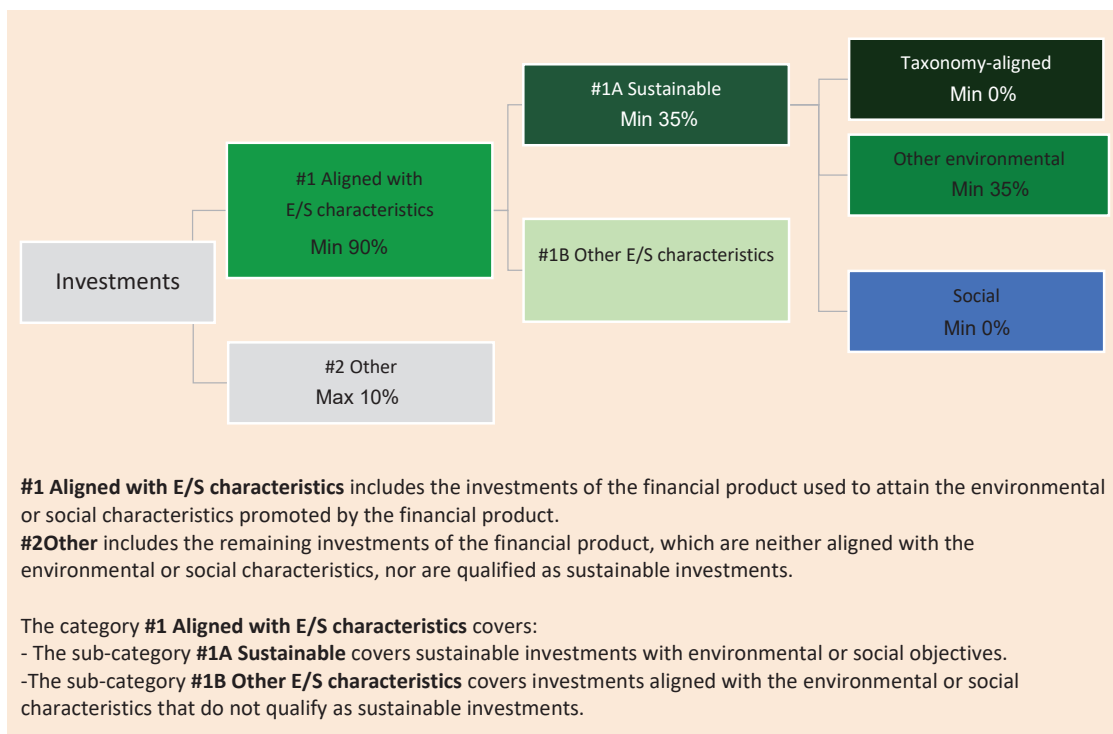 Investments
#1 Aligned with
E/S characteristics
Min 90%
#2 Other
Max 10%
#1A Sustainable
Min 35%
#1B Other E/S characteristics
Taxonomy-aligned
Min 0%
Other environmental
Min 35%
Social
Min 0%
#1 Aligned with E/S characteristics includes the investments of the financial product used to attain the environmental
or social characteristics promoted by the financial product.
#2Other includes the remaining investments of the financial product, which are neither aligned with the
environmental or social characteristics, nor are qualified as sustainable investments.
The category #1 Aligned with E/S characteristics covers:
- The sub-category #1A Sustainable covers sustainable investments with environmental or social objectives.
-The sub-category #1B Other E/S characteristics covers investments aligned with the environmental or social
characteristics that do not qualify as sustainable investments.